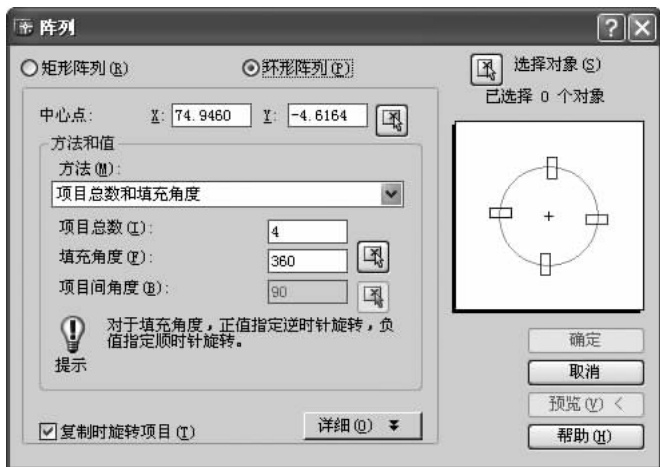 阵列
矩形阵列(R)
环形阵列(P)
选择对象(S)
已选择 0 个对象
中心点: X: 74.9460 Y: -4.6164
方法和值
方法(M):
项目总数和填充角度
项目总数(I): 4
填充角度(F): 360
项目间角度(B): 90
对于填充角度，正值指定逆时针旋转，负
值指定顺时针旋转。
提示
复制时旋转项目(T)
详细(O)
确定
取消
预览(V) <
帮助(H)